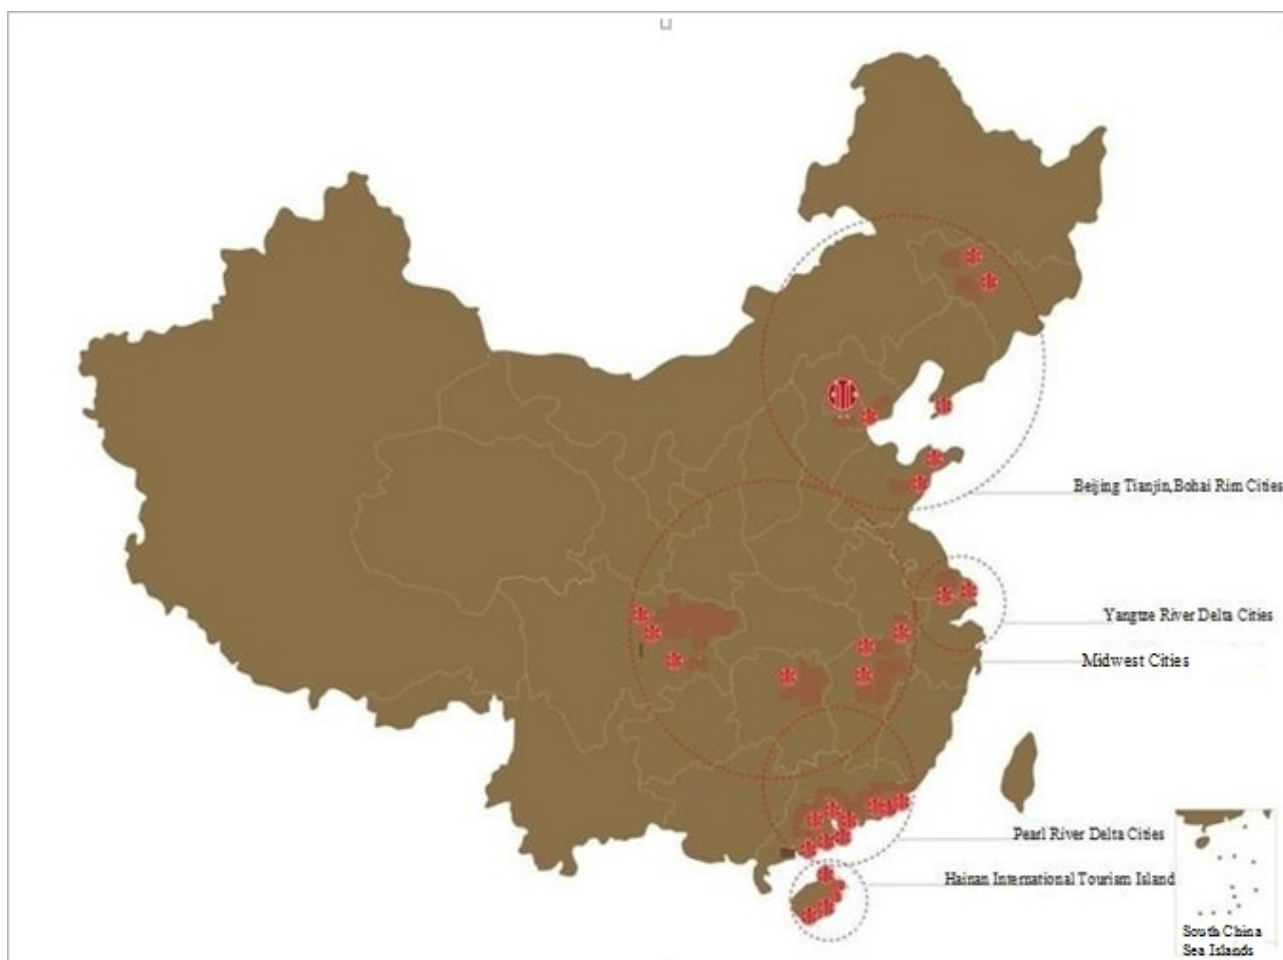 Beijing Tianjin,Bohai Rim Cities
Yangtze River Delta Cities
Midwest Cities
Pearl River Delta Cities
Hainan International Tourism Island
South China
Sea Islands